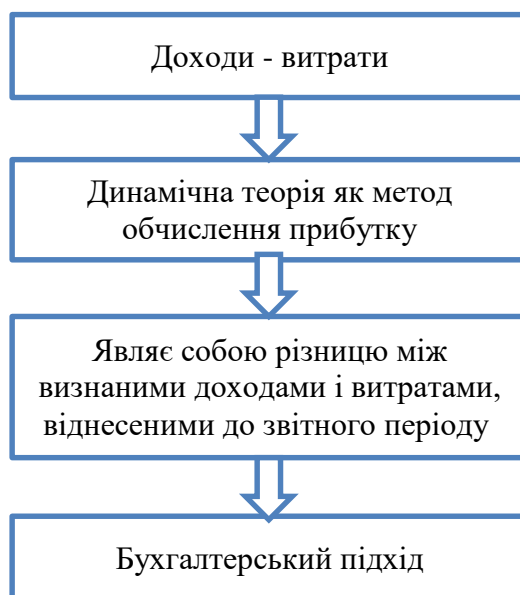 Доходи - витрати
Динамічна теорія як метод
обчислення прибутку
Являє собою різницю між
визнаними доходами і витратами,
віднесеними до звітного періоду
Бухгалтерський підхід